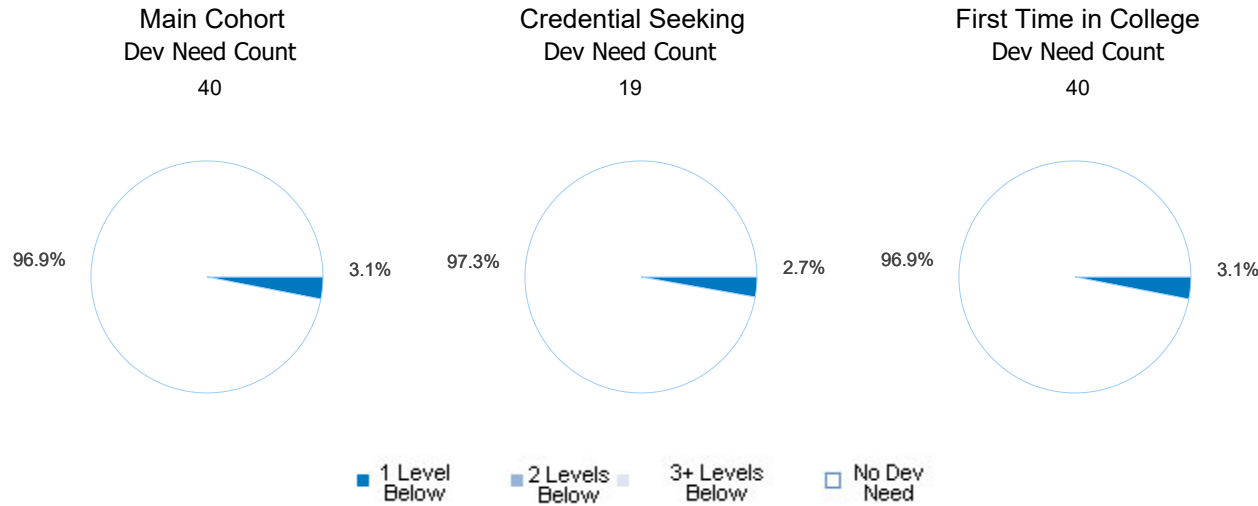 Main Cohort
Dev Need Count
40
Credential Seeking
Dev Need Count
19
First Time in College
Dev Need Count
40
96.9%
3.1%
97.3%
2.7%
96.9%
3.1%
1 Level
Below
2 Levels
Below
3+ Levels
Below
No Dev
Need